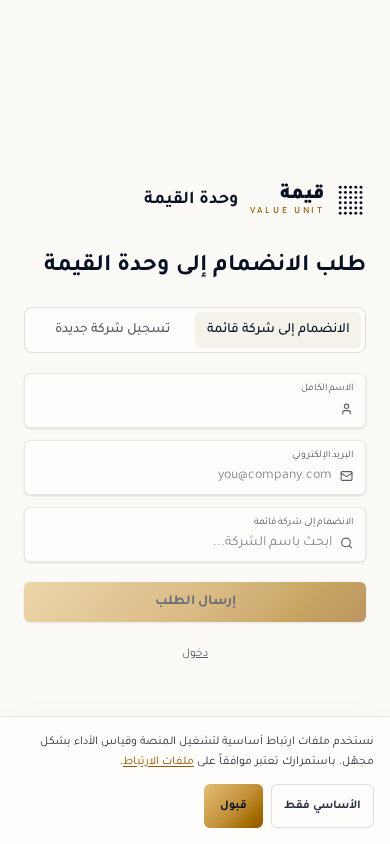 قيمة
VALUE UNIT
وحدة القيمة
طلب الانضمام إلى وحدة القيمة
الانضمام إلى شركة قائمة
تسجيل شركة جديدة
الاسم الكامل
البريد الإلكتروني
you@company.com
الانضمام إلى شركة قائمة
ابحث باسم الشركة...
إرسال الطلب
دخول
نستخدم ملفات ارتباط أساسية لتشغيل المنصة وقياس الأداء بشكل
مجهّل. باستمرارك تعتبر موافقاً على ملفات الارتباط.
الأساسي فقط
قبول